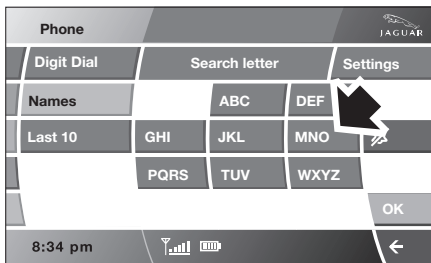 Phone JAGUAR
Digit Dial Search letter Settings
Names ABC DEF
Last 10 GHI JKL MNO
PQRS TUV WXYZ
OK
8:34 pm